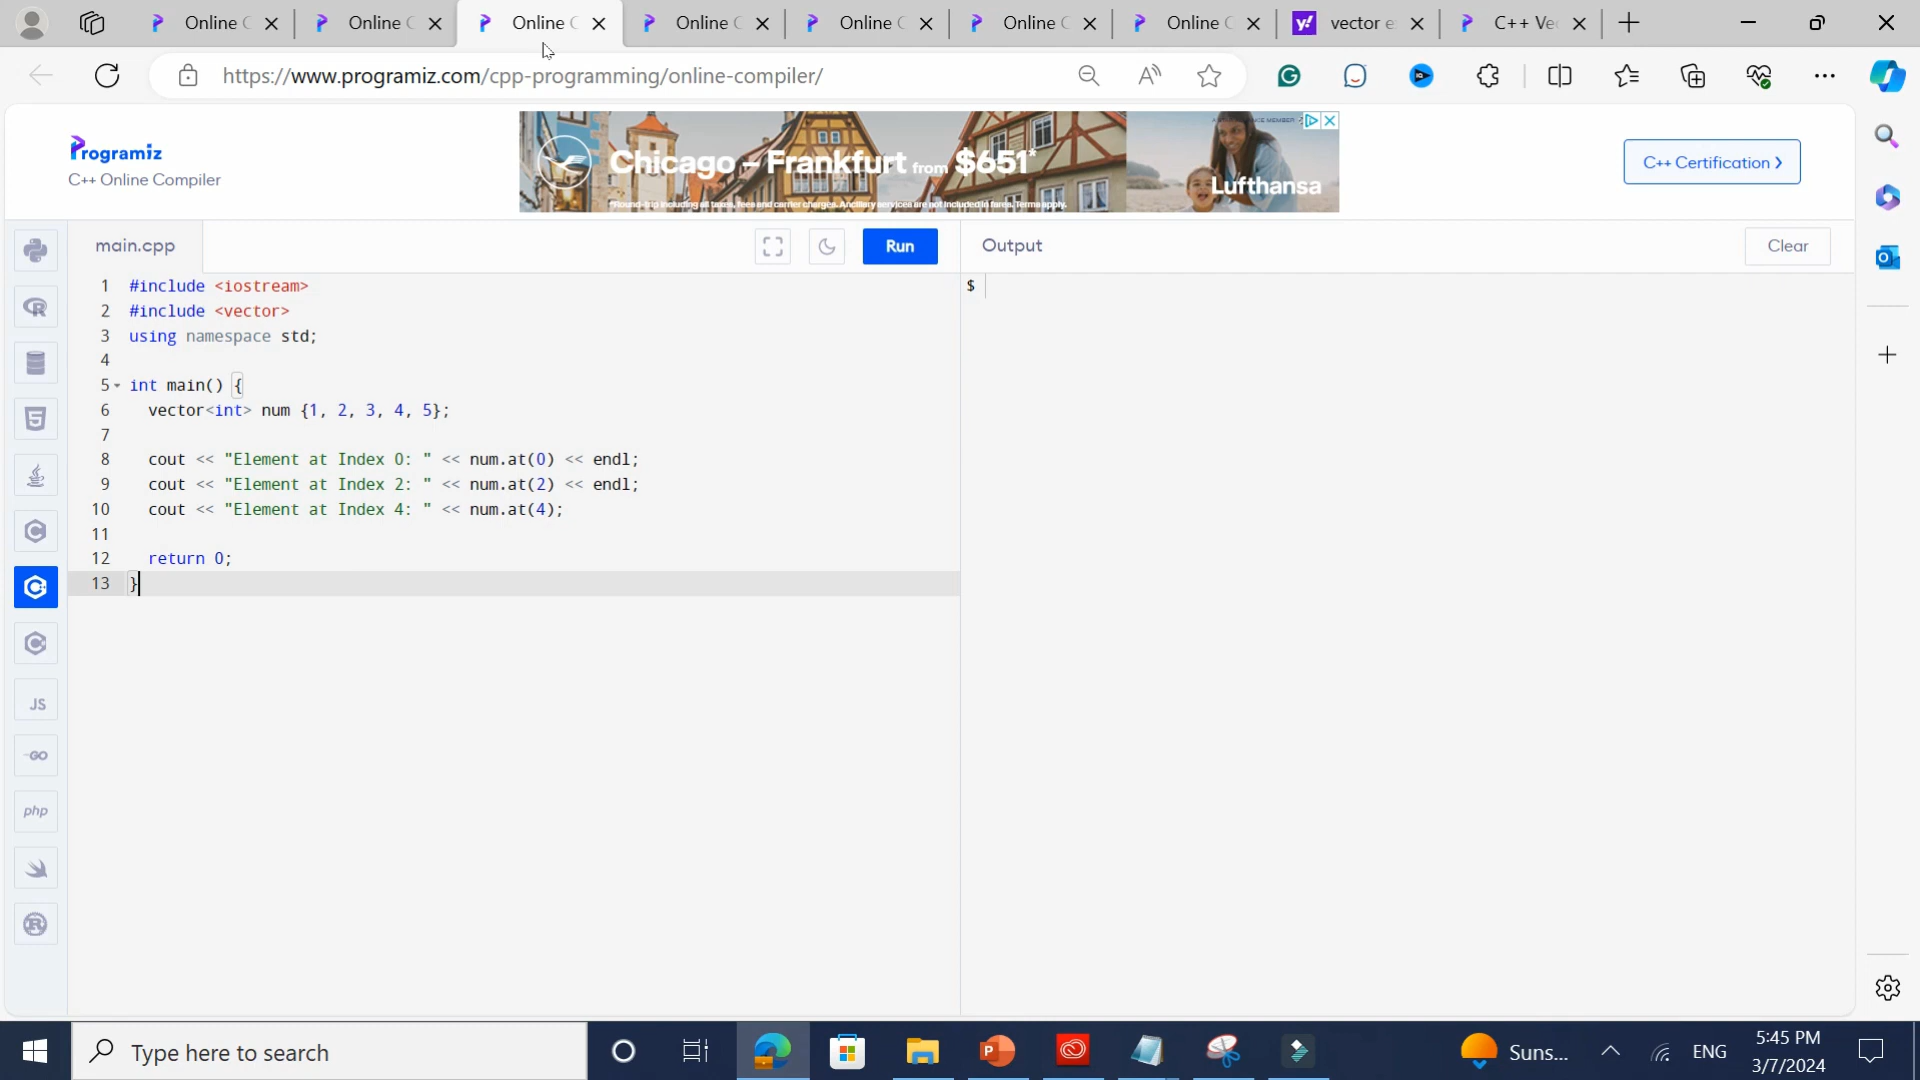 Online C
Online C
Online C
Online C
Online C
Online C
Online C
vector e
C++ Vec
https://www.programiz.com/cpp-programming/online-compiler/
Programiz
C++ Online Compiler
Chicago – Frankfurt from $651*
*Round-trip including all taxes, fees and carrier charges. Ancillary services are not included in fares. Terms apply.
Lufthansa
C++ Certification >
main.cpp
Run
Output
Clear
1 #include <iostream>
2 #include <vector>
3 using namespace std;
4
5 int main() {
6 vector<int> num {1, 2, 3, 4, 5};
7
8 cout << "Element at Index 0: " << num.at(0) << endl;
9 cout << "Element at Index 2: " << num.at(2) << endl;
10 cout << "Element at Index 4: " << num.at(4);
11
12 return 0;
13 }
$
JS
GO
php
Type here to search
Suns...
ENG
5:45 PM
3/7/2024